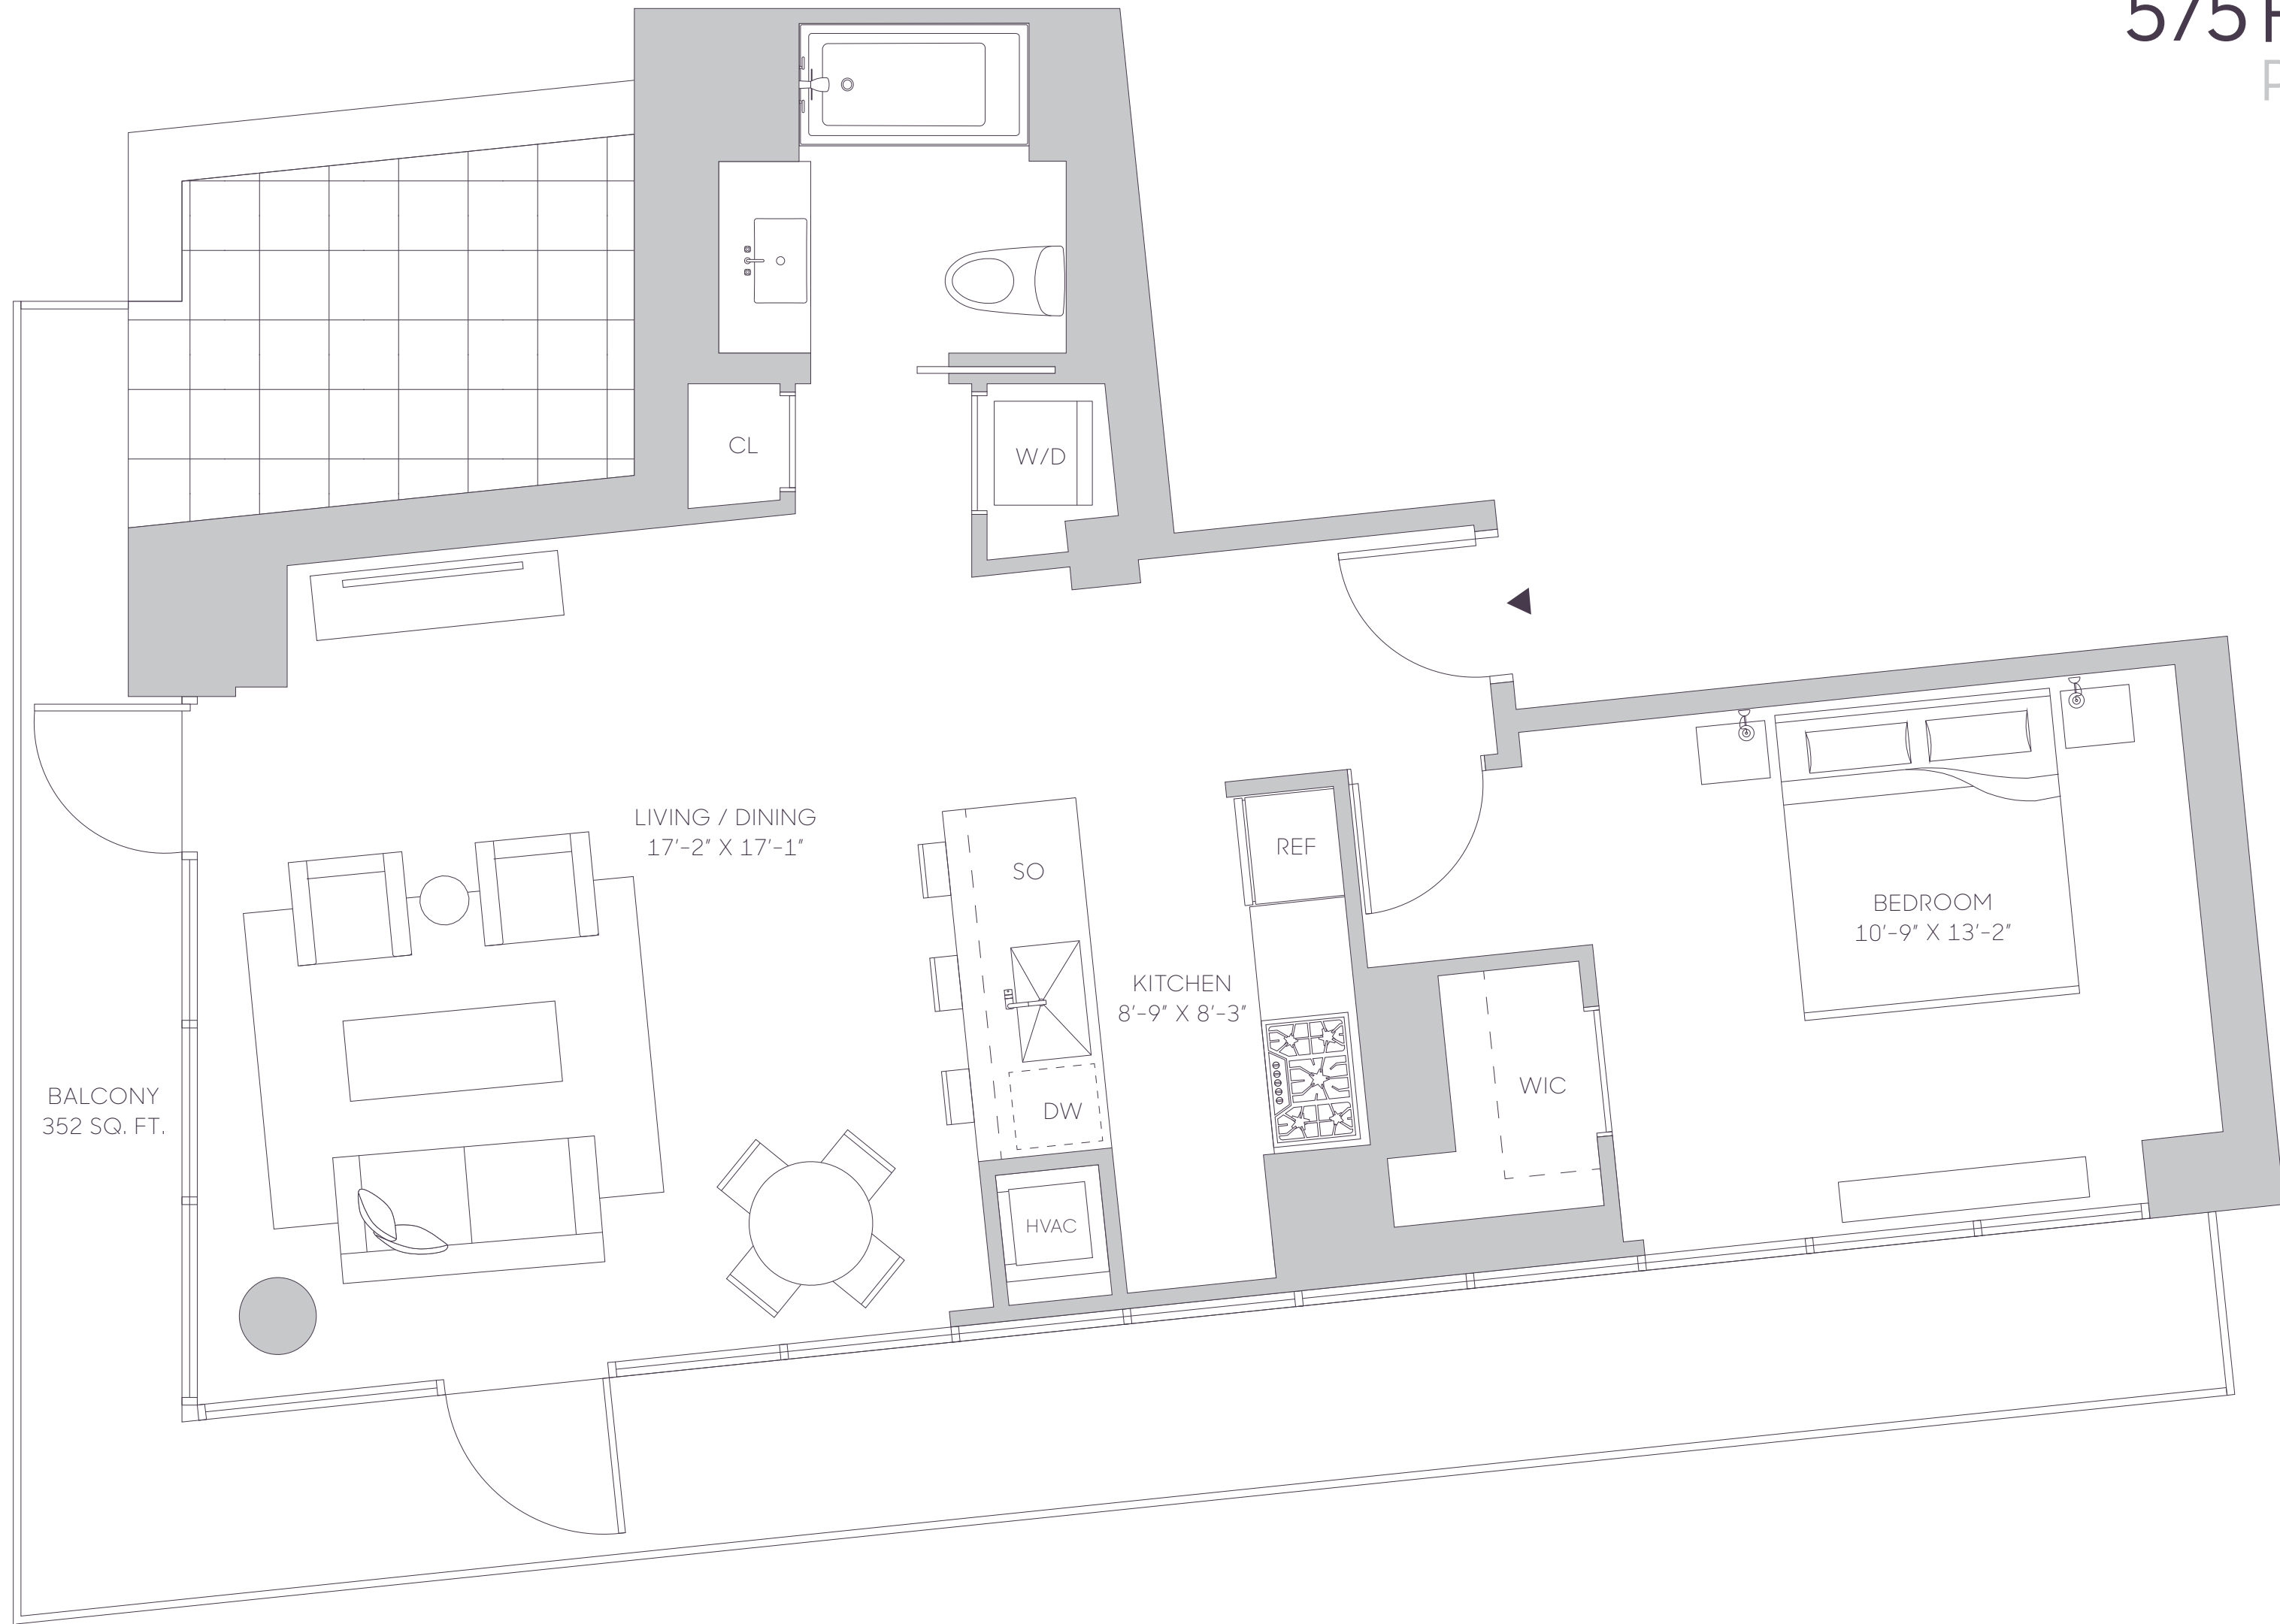 575
CL
W/D
LIVING / DINING
17'-2" X 17'-1"
SO
REF
KITCHEN
8'-9" X 8'-3"
BEDROOM
10'-9" X 13'-2"
WIC
DW
BALCONY
352 SQ. FT.
HVAC